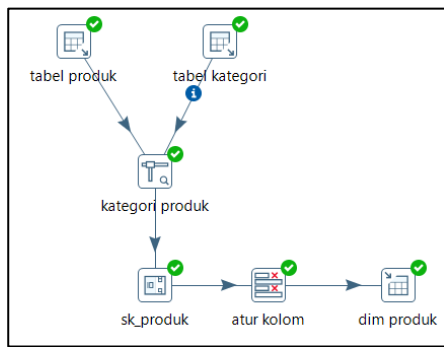 tabel produk
tabel kategori
kategori produk
sk_produk
atur kolom
dim produk